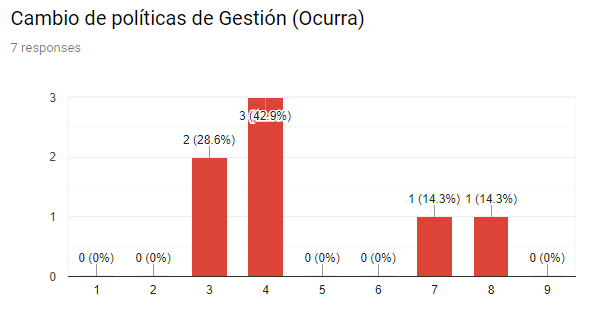 Cambio de políticas de Gestión (Ocurra)
7 responses
3
3 (42.9%)
2 (28.6%)
2
1 (14.3%) 1 (14.3%)
1
0 (0%) 0 (0%) 0 (0%) 0 (0%) 0 (0%)
0
1 2 3 4 5 6 7 8 9